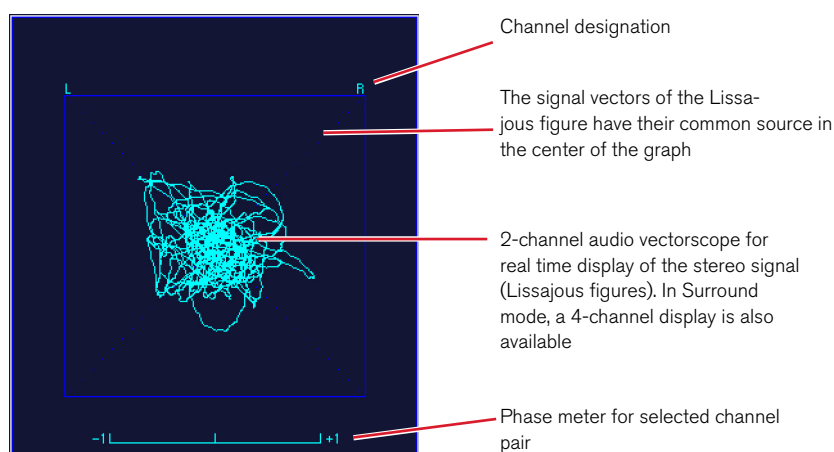 Channel designation
L
R
The signal vectors of the Lissa-
jous figure have their common source in
the center of the graph
2-channel audio vectorscope for
real time display of the stereo signal
(Lissajous figures). In Surround
mode, a 4-channel display is also
available
Phase meter for selected channel
pair
-1
+1